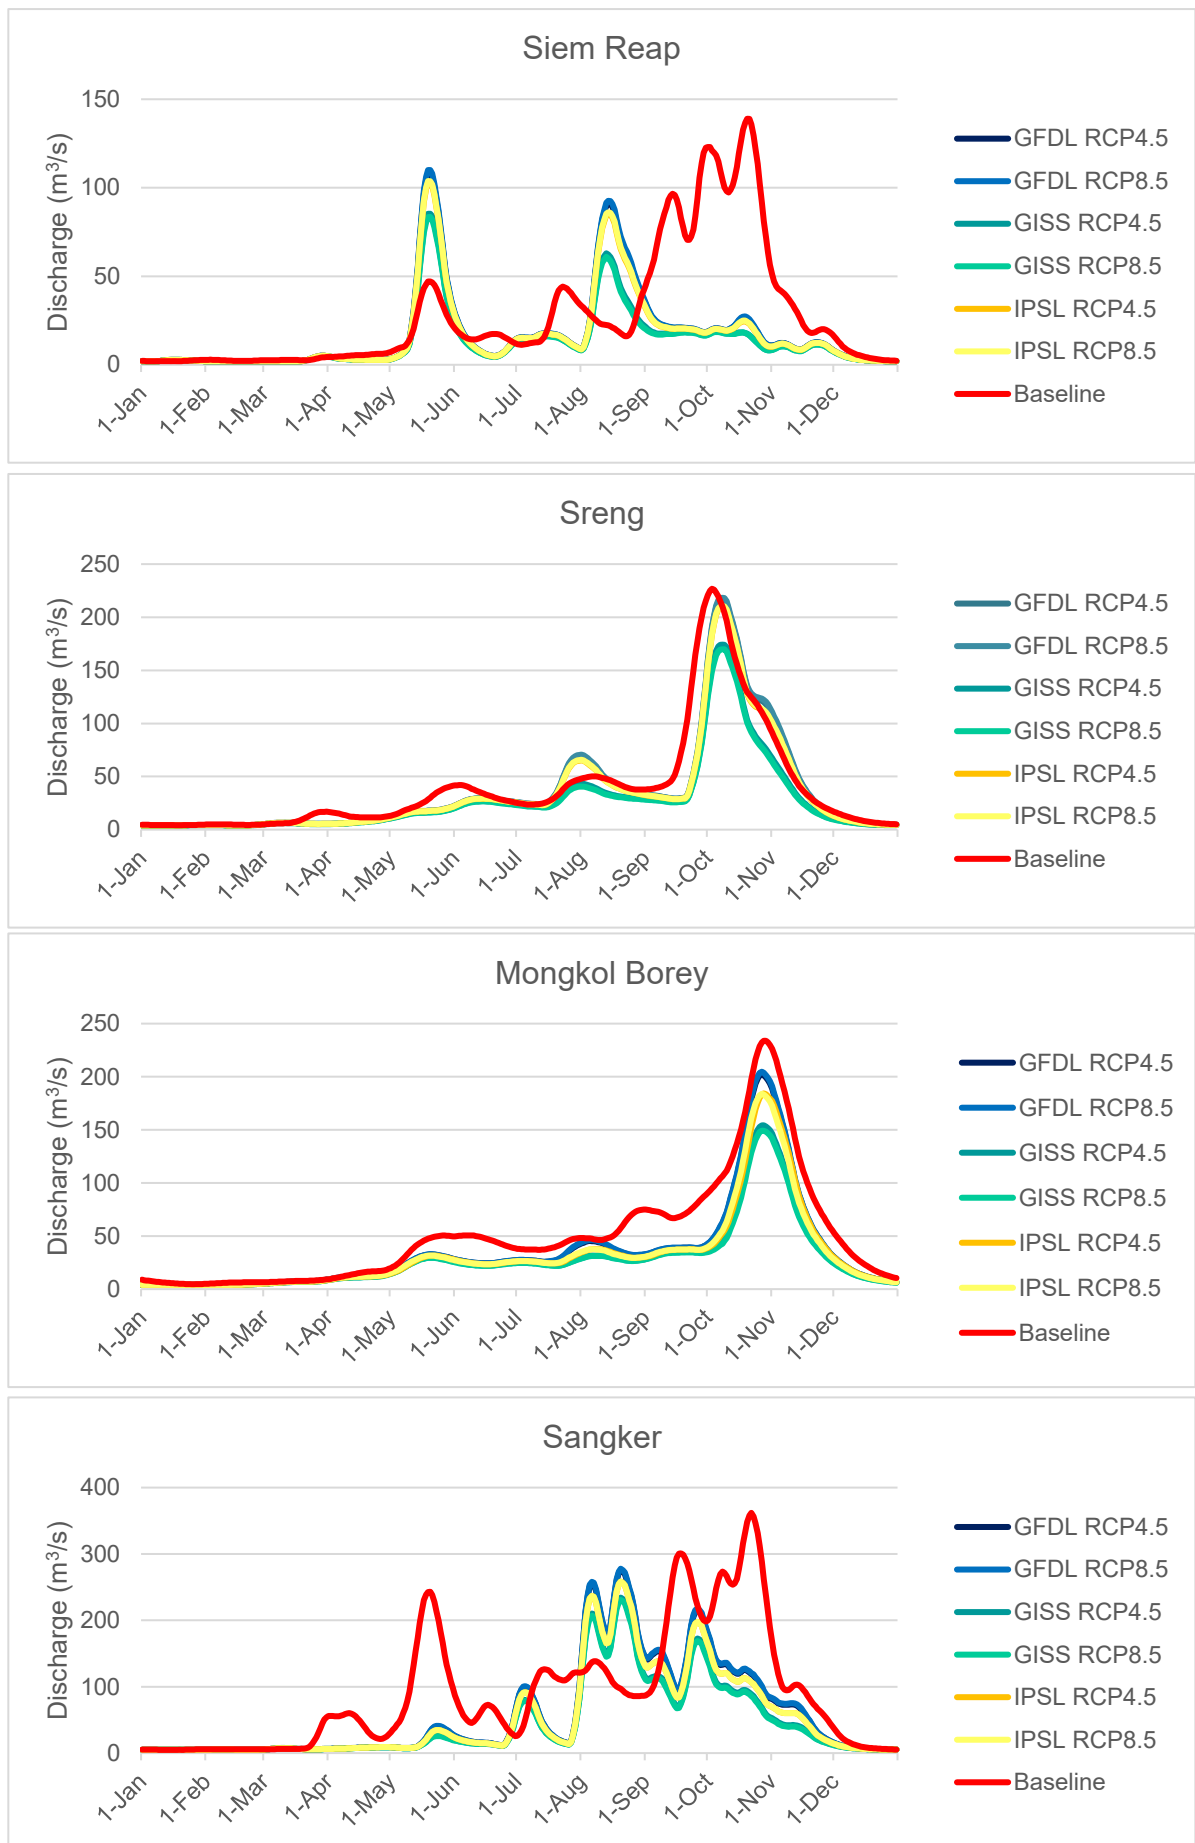 Siem Reap
Discharge (m³/s)
150
100
50
0
1-Jan
1-Feb
1-Mar
1-Apr
1-May
1-Jun
1-Jul
1-Aug
1-Sep
1-Oct
1-Nov
1-Dec
GFDL RCP4.5
GFDL RCP8.5
GISS RCP4.5
GISS RCP8.5
IPSL RCP4.5
IPSL RCP8.5
Baseline
Sreng
Discharge (m³/s)
250
200
150
100
50
0
1-Jan
1-Feb
1-Mar
1-Apr
1-May
1-Jun
1-Jul
1-Aug
1-Sep
1-Oct
1-Nov
1-Dec
GFDL RCP4.5
GFDL RCP8.5
GISS RCP4.5
GISS RCP8.5
IPSL RCP4.5
IPSL RCP8.5
Baseline
Mongkol Borey
Discharge (m³/s)
250
200
150
100
50
0
1-Jan
1-Feb
1-Mar
1-Apr
1-May
1-Jun
1-Jul
1-Aug
1-Sep
1-Oct
1-Nov
1-Dec
GFDL RCP4.5
GFDL RCP8.5
GISS RCP4.5
GISS RCP8.5
IPSL RCP4.5
IPSL RCP8.5
Baseline
Sangker
Discharge (m³/s)
400
300
200
100
0
1-Jan
1-Feb
1-Mar
1-Apr
1-May
1-Jun
1-Jul
1-Aug
1-Sep
1-Oct
1-Nov
1-Dec
GFDL RCP4.5
GFDL RCP8.5
GISS RCP4.5
GISS RCP8.5
IPSL RCP4.5
IPSL RCP8.5
Baseline